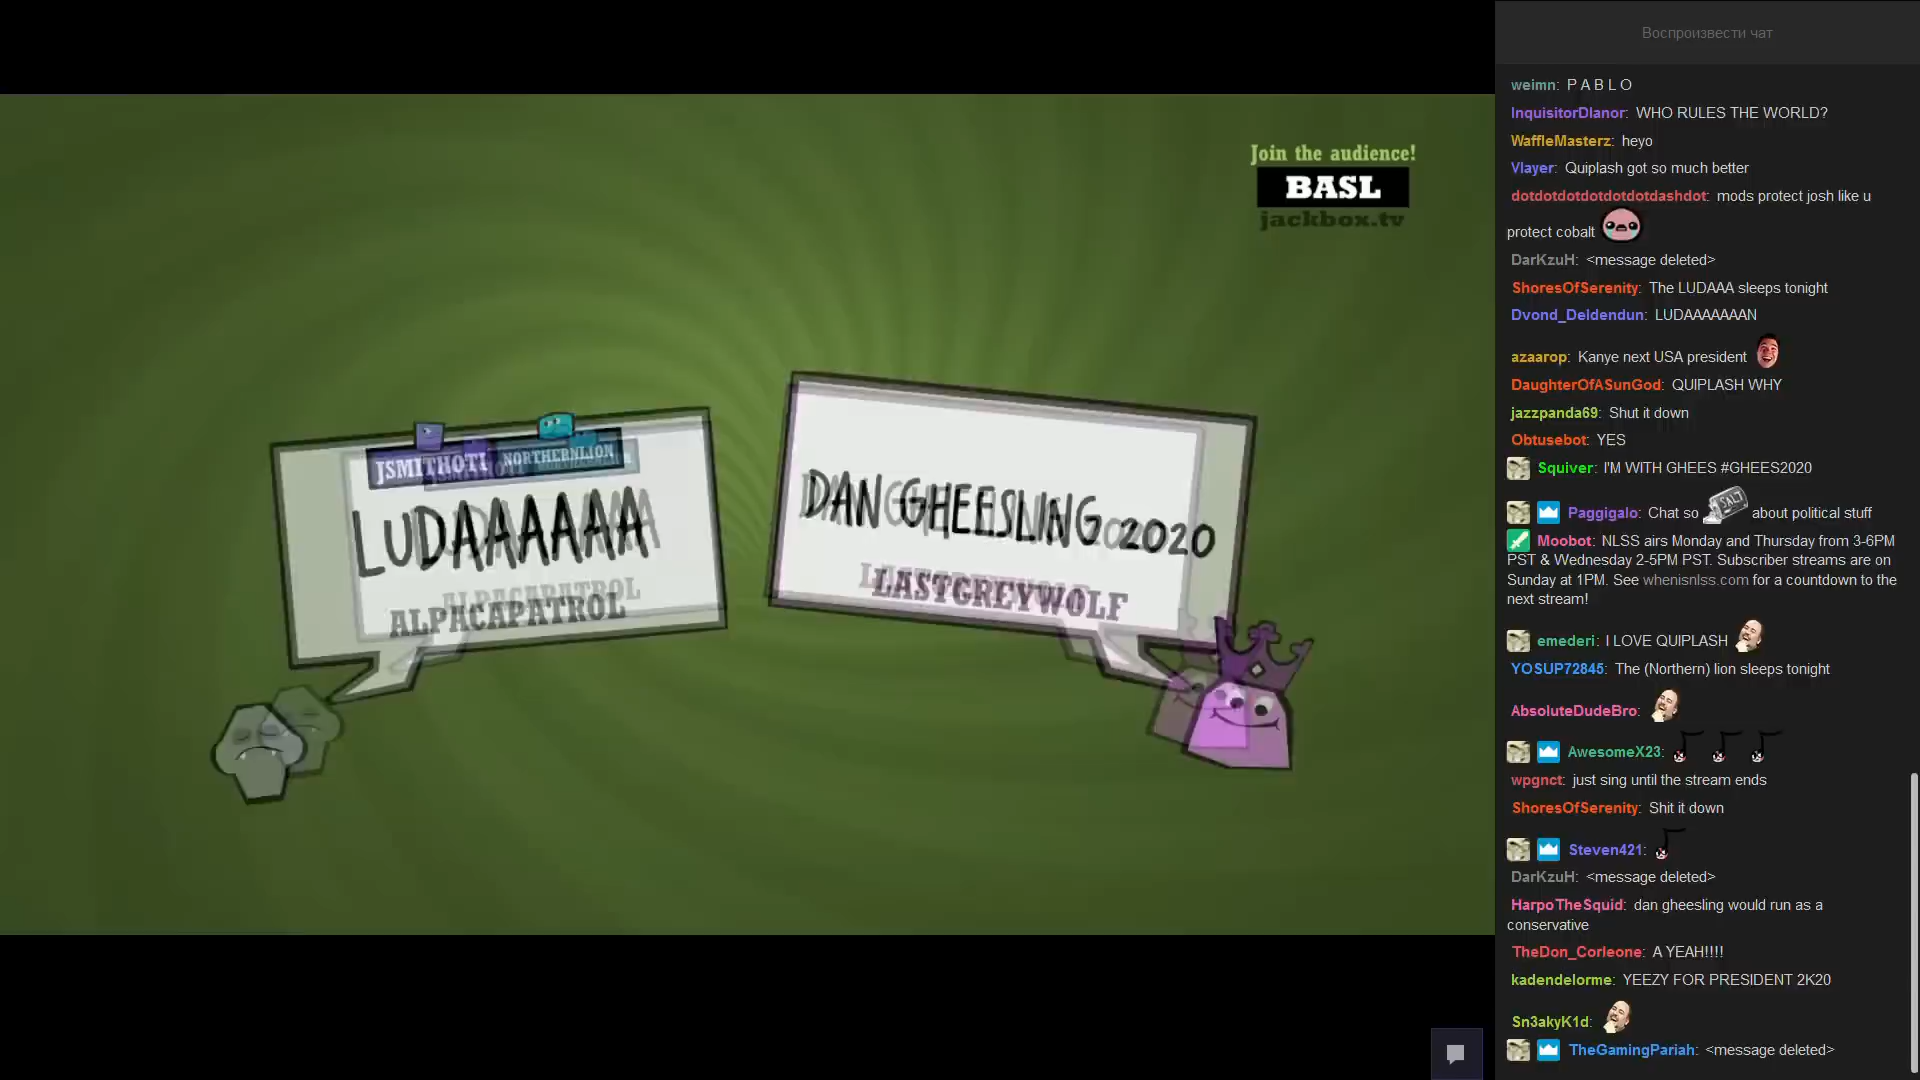 Join the audience!
BASL
jackbox.tv
JSMITHOTI NORTHERNLION
LUDAAAAAA
ALPACAPATROL
DAN GHEESLING 2020
LASTGREYWOLF
Воспроизвести чат
weimn: P A B L O
InquisitorDlanor: WHO RULES THE WORLD?
WaffleMasterz: heyo
Vlayer: Quiplash got so much better
dotdotdotdotdotdotdashdot: mods protect josh like u
protect cobalt
DarKzuH: <message deleted>
ShoresOfSerenity: The LUDAAA sleeps tonight
Dvond_Deldendun: LUDAAAAAAAN
azaarop: Kanye next USA president
DaughterOfASunGod: QUIPLASH WHY
jazzpanda69: Shut it down
Obtusebot: YES
Squiver: I'M WITH GHEES #GHEES2020
Paggigalo: Chat so SALT about political stuff
Moobot: NLSS airs Monday and Thursday from 3-6PM
PST & Wednesday 2-5PM PST. Subscriber streams are on
Sunday at 1PM. See whenisnlss.com for a countdown to the
next stream!
emederi: I LOVE QUIPLASH
YOSUP72845: The (Northern) lion sleeps tonight
AbsoluteDudeBro:
AwesomeX23:
wpgnct: just sing until the stream ends
ShoresOfSerenity: Shit it down
Steven421:
DarKzuH: <message deleted>
HarpoTheSquid: dan gheesling would run as a
conservative
TheDon_Corleone: A YEAH!!!!
kadendelorme: YEEZY FOR PRESIDENT 2K20
Sn3akyK1d:
TheGamingPariah: <message deleted>